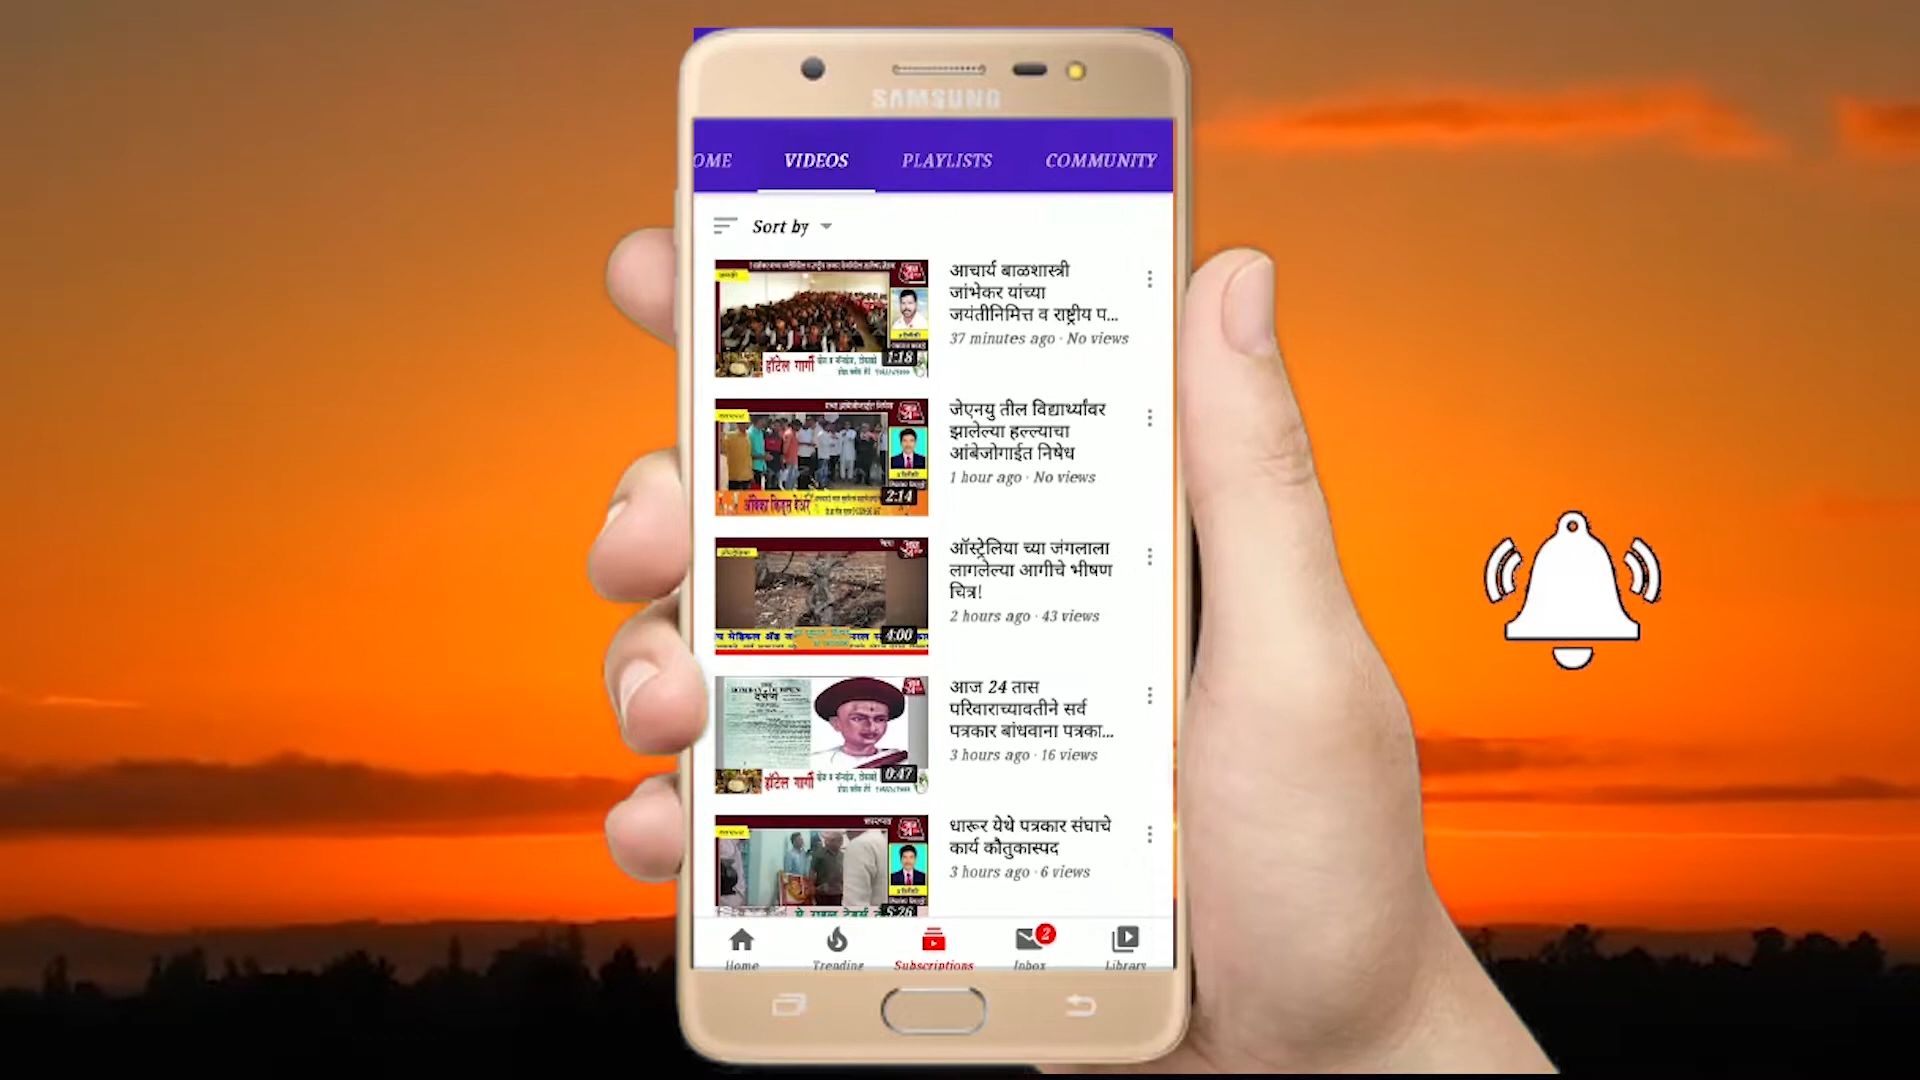 SAMSUNG
OME VIDEOS PLAYLISTS COMMUNITY
Sort by
आचार्य बाळशास्त्री
जांभेकर यांच्या
जयंतीनिमित्त व राष्ट्रीय प...
37 minutes ago · No views
हॉटेल गार्गी
1:18
जेएनयु तील विद्यार्थ्यांवर
झालेल्या हल्ल्याचा
आंबेजोगाईत निषेध
1 hour ago · No views
2:14
ऑस्ट्रेलिया च्या जंगलाला
लागलेल्या आगीचे भीषण
चित्र!
2 hours ago · 43 views
4:00
आज 24 तास
परिवाराच्यावतीने सर्व
पत्रकार बांधवाना पत्रका...
3 hours ago · 16 views
हॉटेल गार्गी
0:47
धारूर येथे पत्रकार संघाचे
कार्य कौतुकास्पद
3 hours ago · 6 views
5:26
2
Home Trending Subscriptions Inbox Library